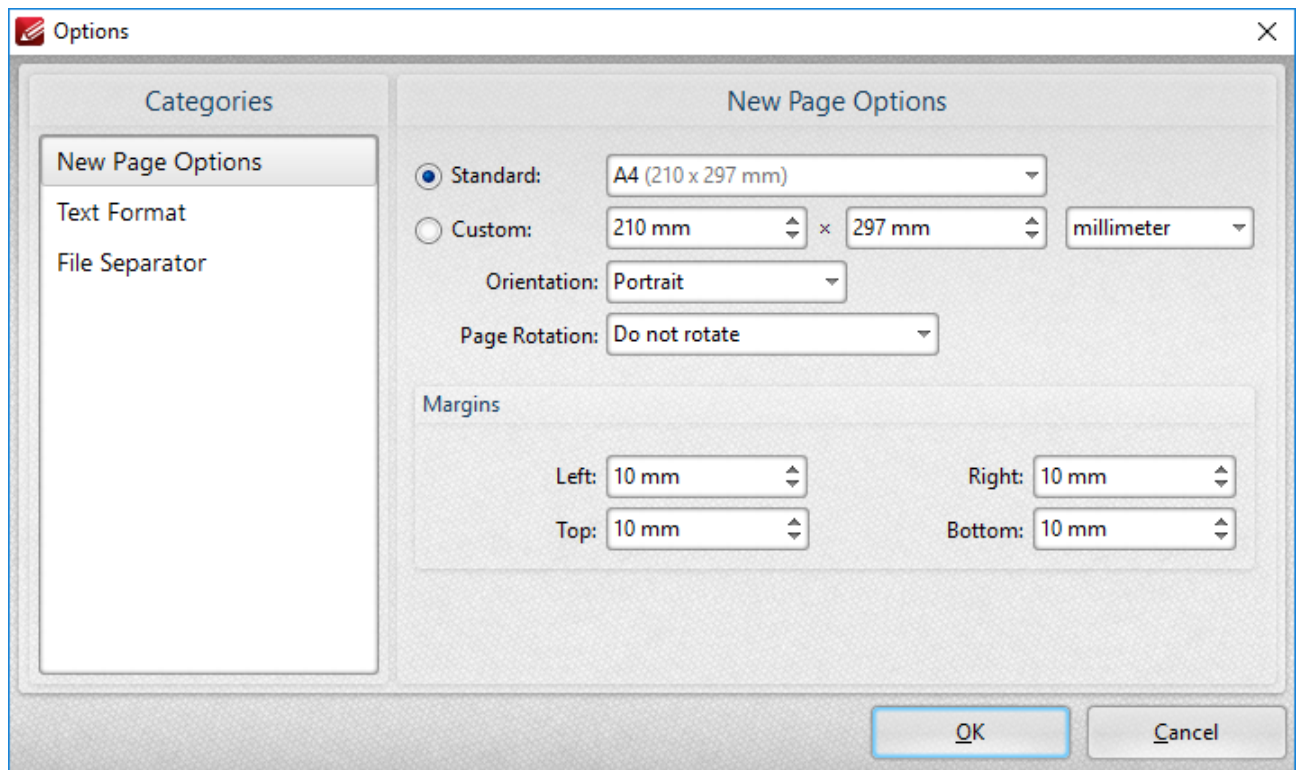 Options
Categories
New Page Options
Text Format
File Separator
New Page Options
Standard: A4 (210 x 297 mm)
Custom: 210 mm × 297 mm millimeter
Orientation: Portrait
Page Rotation: Do not rotate
Margins
Left: 10 mm Right: 10 mm
Top: 10 mm Bottom: 10 mm
OK Cancel